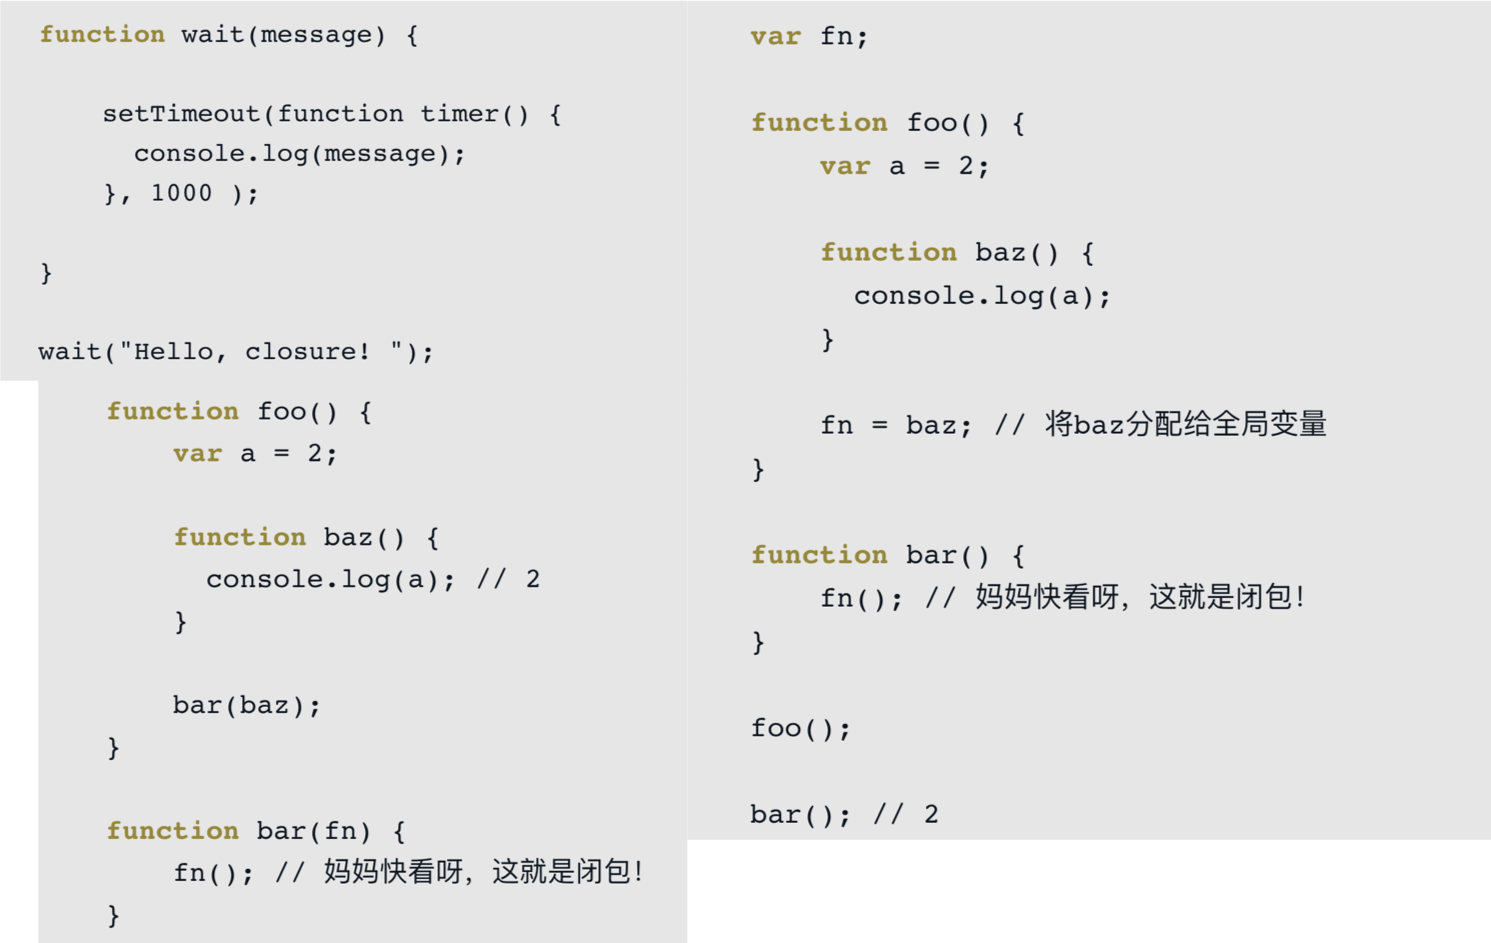 function wait(message) {
setTimeout(function timer() {
console.log(message);
}, 1000 );
}
wait("Hello, closure! ");
function foo() {
var a = 2;
function baz() {
console.log(a); // 2
}
bar(baz);
}
function bar(fn) {
fn(); // 妈妈快看呀，这就是闭包！
}
var fn;
function foo() {
var a = 2;
function baz() {
console.log(a);
}
fn = baz; // 将baz分配给全局变量
}
function bar() {
fn(); // 妈妈快看呀，这就是闭包！
}
foo();
bar(); // 2